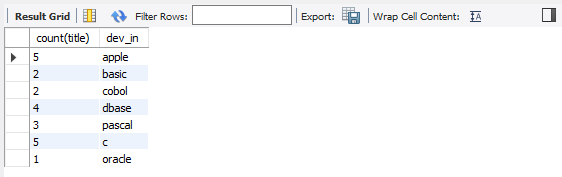 Result Grid Filter Rows: Export: Wrap Cell Content:
count(title) dev_in
5 apple
2 basic
2 cobol
4 dbase
3 pascal
5 c
1 oracle